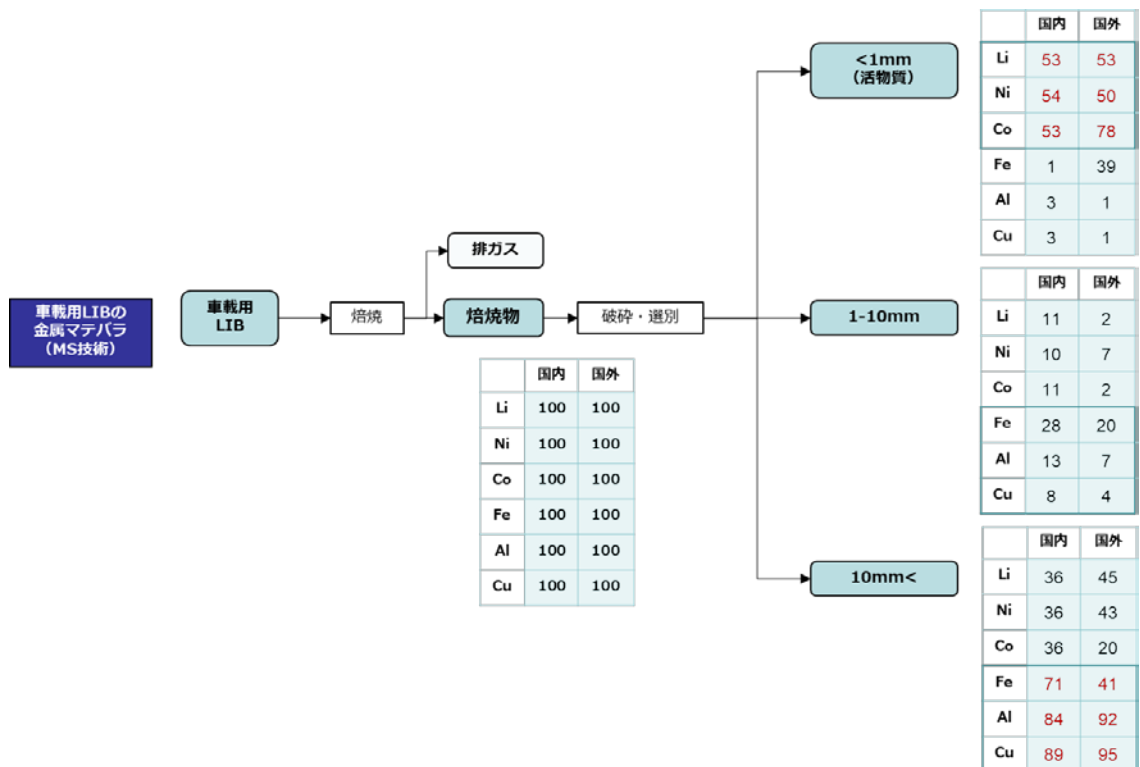 車載用LIBの
金属マテバラ
（MS技術）
車載用
LIB
焙焼
排ガス
焙焼物
破砕・選別
国内 国外
Li 100 100
Ni 100 100
Co 100 100
Fe 100 100
Al 100 100
Cu 100 100
<1mm
（活物質）
国内 国外
Li 53 53
Ni 54 50
Co 53 78
Fe 1 39
Al 3 1
Cu 3 1
1-10mm
国内 国外
Li 11 2
Ni 10 7
Co 11 2
Fe 28 20
Al 13 7
Cu 8 4
10mm<
国内 国外
Li 36 45
Ni 36 43
Co 36 20
Fe 71 41
Al 84 92
Cu 89 95